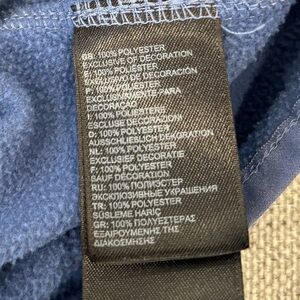 GB: 100% POLYESTER
EXCLUSIVE OF DECORATION
E: 100% POLIÉSTER
EXCLUSIVO DE DECORACIÓN
P: 100% POLIÉSTER
EXCLUSIVAMENTE PARA
DECORAÇÃO
I: 100% POLIESTERE
ESCLUSE DECORAZIONI
D: 100% POLYESTER
AUSSCHLIESSLICH DEKORATION
NL: 100% POLYESTER
EXCLUSIEF DECORATIE
F: 100% POLYESTER
SAUF DÉCORATION
RU: 100% ПОЛИЭСТЕР
ЭКСКЛЮЗИВНЫЕ УКРАШЕНИЯ
TR: 100% POLYESTER
SÜSLEME HARİÇ
GR: 100% ΠΟΛΥΕΣΤΕΡΑΣ
ΕΞΑΙΡΟΥΜΕΝΗΣ ΤΗΣ
ΔΙΑΚΟΣΜΗΣΗΣ